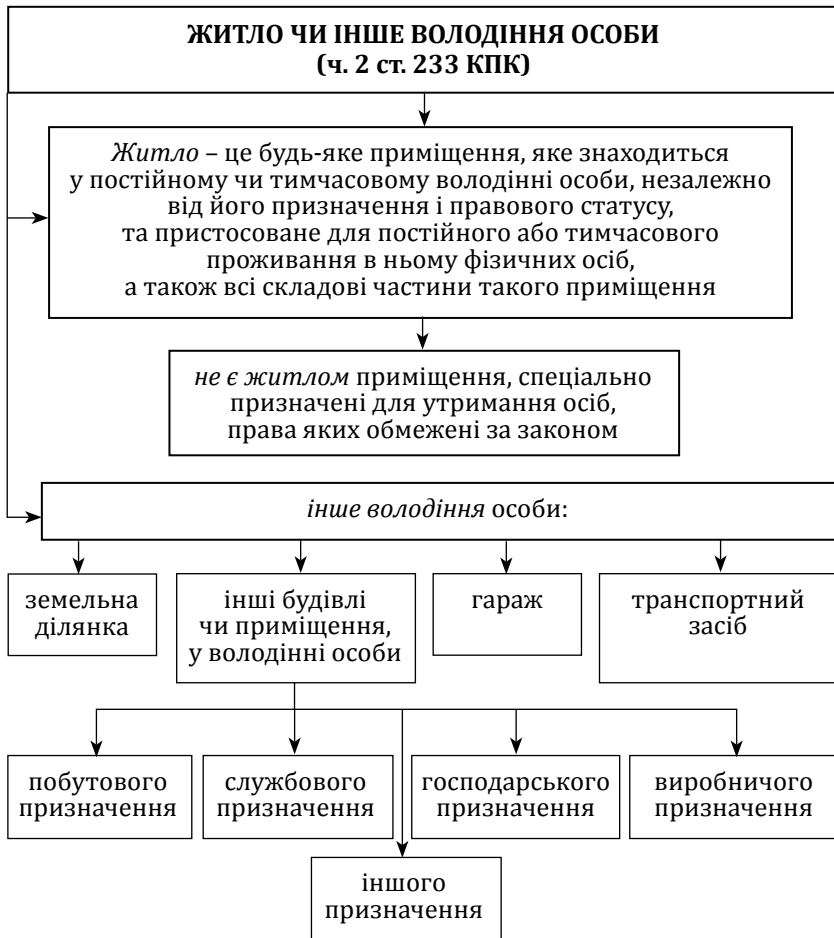 ЖИТЛО ЧИ ІНШЕ ВОЛОДІННЯ ОСОБИ
(ч. 2 ст. 233 КПК)
Житло – це будь-яке приміщення, яке знаходиться
у постійному чи тимчасовому володінні особи, незалежно
від його призначення і правового статусу,
та пристосоване для постійного або тимчасового
проживання в ньому фізичних осіб,
а також всі складові частини такого приміщення
не є житлом приміщення, спеціально
призначені для утримання осіб,
права яких обмежені за законом
інше володіння особи:
земельна
ділянка
інші будівлі
чи приміщення,
у володінні особи
гараж
транспортний
засіб
побутового
призначення
службового
призначення
господарського
призначення
виробничого
призначення
іншого
призначення